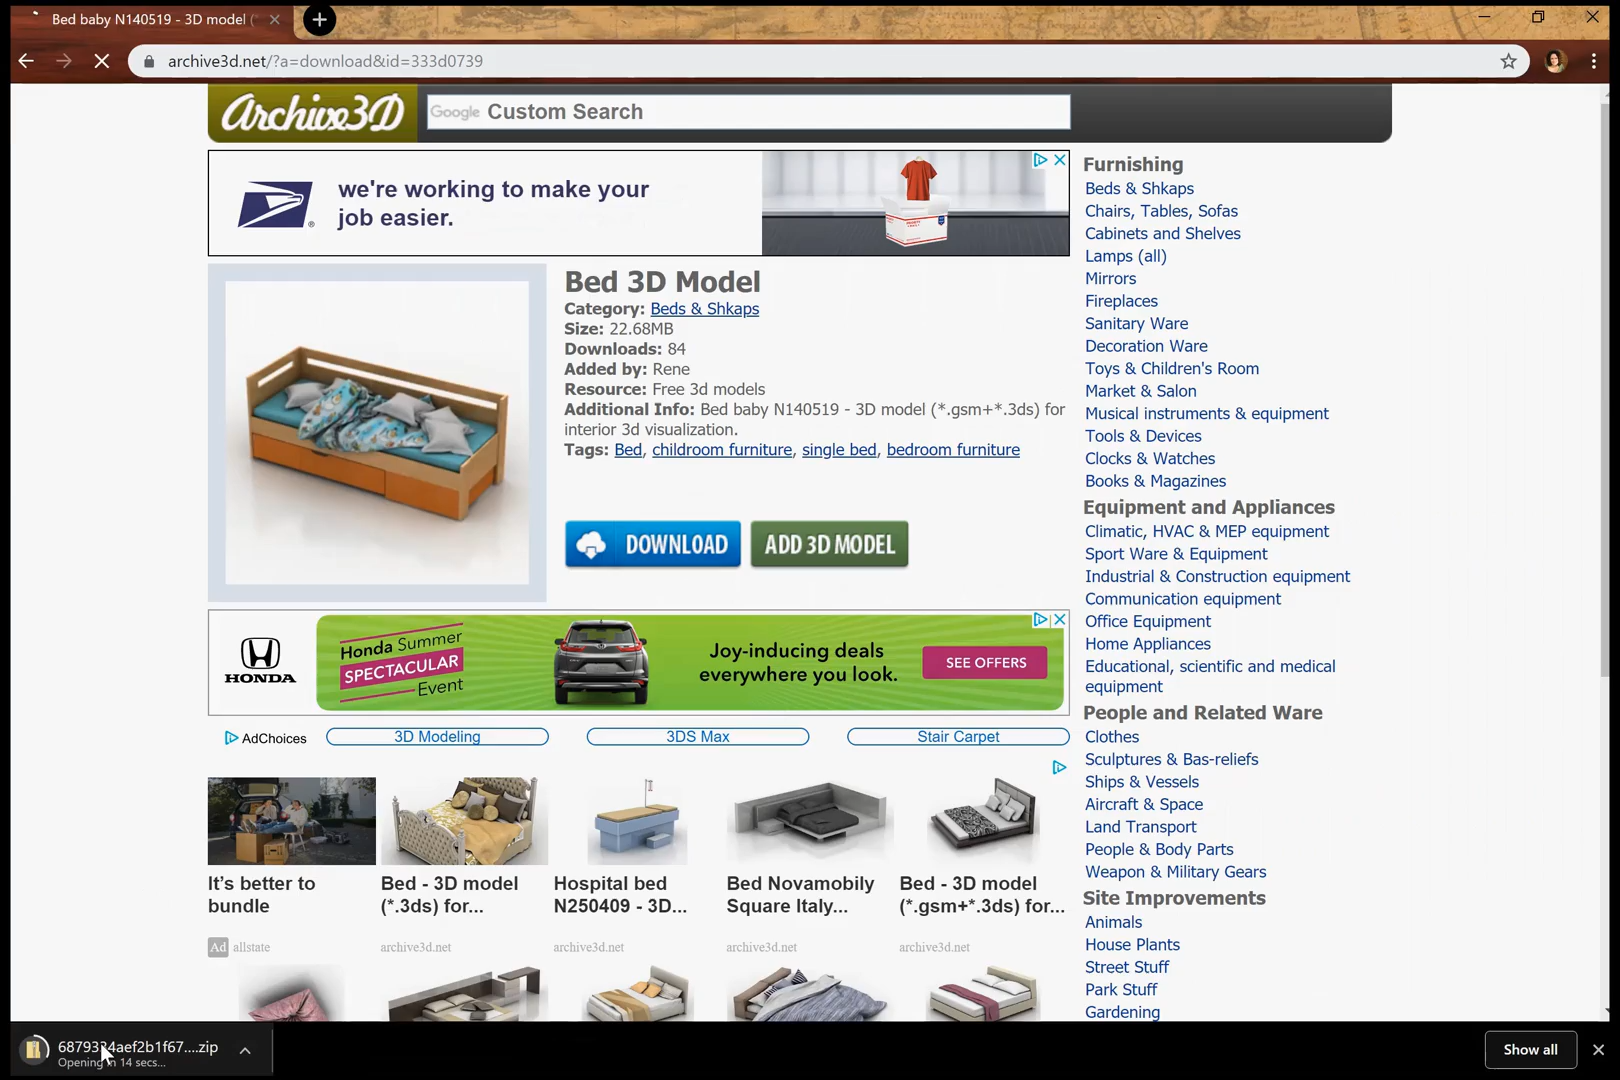 Bed baby N140519 - 3D model (
archive3d.net/?a=download&id=333d0739
Archive3D
Google Custom Search
we're working to make your
job easier.
Bed 3D Model
Category: Beds & Shkaps
Size: 22.68MB
Downloads: 84
Added by: Rene
Resource: Free 3d models
Additional Info: Bed baby N140519 - 3D model (*.gsm+*.3ds) for
interior 3d visualization.
Tags: Bed, childroom furniture, single bed, bedroom furniture
DOWNLOAD
ADD 3D MODEL
HONDA
Honda Summer
SPECTACULAR
Event
Joy-inducing deals
everywhere you look.
SEE OFFERS
AdChoices
3D Modeling
3DS Max
Stair Carpet
It's better to
bundle
Ad allstate
Bed - 3D model
(*.3ds) for...
archive3d.net
Hospital bed
N250409 - 3D...
archive3d.net
Bed Novamobily
Square Italy...
archive3d.net
Bed - 3D model
(*.gsm+*.3ds) for...
archive3d.net
Furnishing
Beds & Shkaps
Chairs, Tables, Sofas
Cabinets and Shelves
Lamps (all)
Mirrors
Fireplaces
Sanitary Ware
Decoration Ware
Toys & Children's Room
Market & Salon
Musical instruments & equipment
Tools & Devices
Clocks & Watches
Books & Magazines
Equipment and Appliances
Climatic, HVAC & MEP equipment
Sport Ware & Equipment
Industrial & Construction equipment
Communication equipment
Office Equipment
Home Appliances
Educational, scientific and medical
equipment
People and Related Ware
Clothes
Sculptures & Bas-reliefs
Ships & Vessels
Aircraft & Space
Land Transport
People & Body Parts
Weapon & Military Gears
Site Improvements
Animals
House Plants
Street Stuff
Park Stuff
Gardening
Opening in 14 secs...
Show all